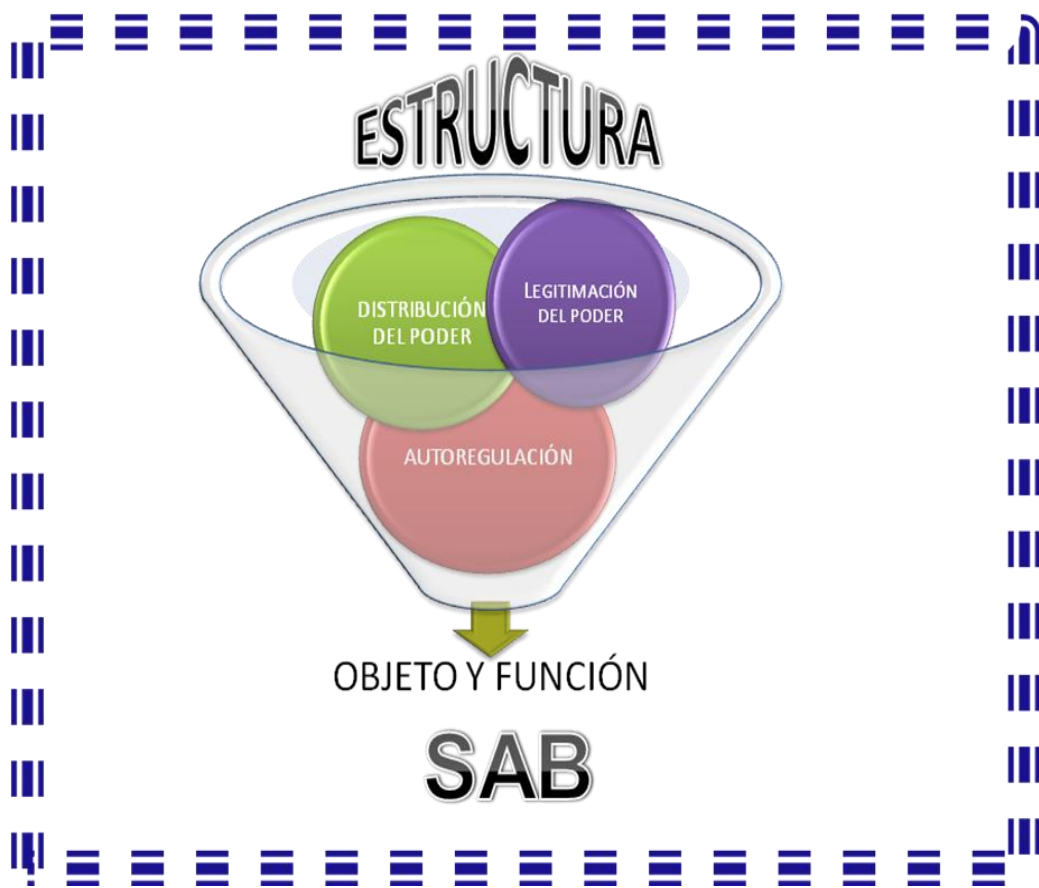 ESTRUCTURA
DISTRIBUCIÓN
DEL PODER
LEGITIMACIÓN
DEL PODER
AUTOREGULACIÓN
OBJETO Y FUNCIÓN
SAB